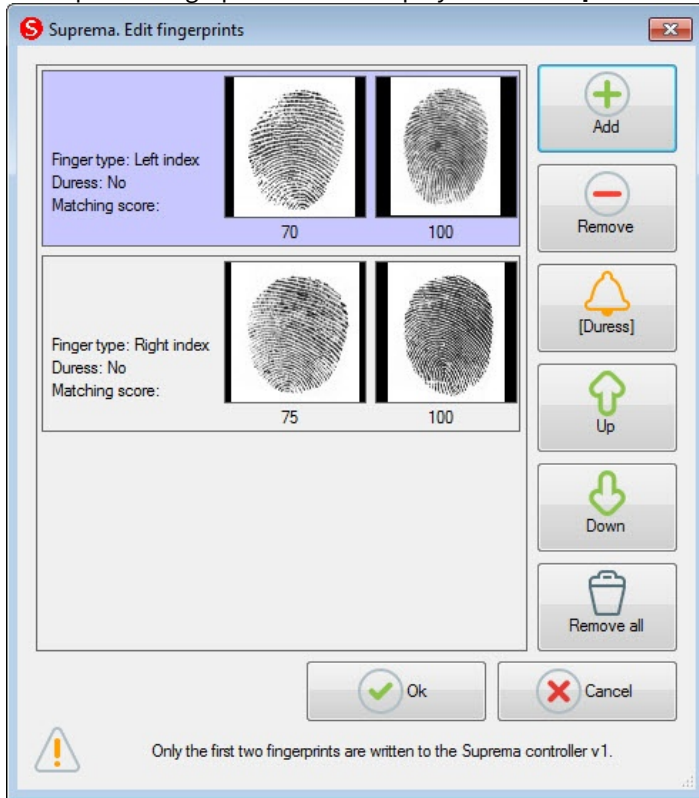 Suprema. Edit fingerprints
Finger type: Left index
Duress: No
Matching score:
70 100
Finger type: Right index
Duress: No
Matching score:
75 100
Add
Remove
[Duress]
Up
Down
Remove all
Ok
Cancel
Only the first two fingerprints are written to the Suprema controller v1.